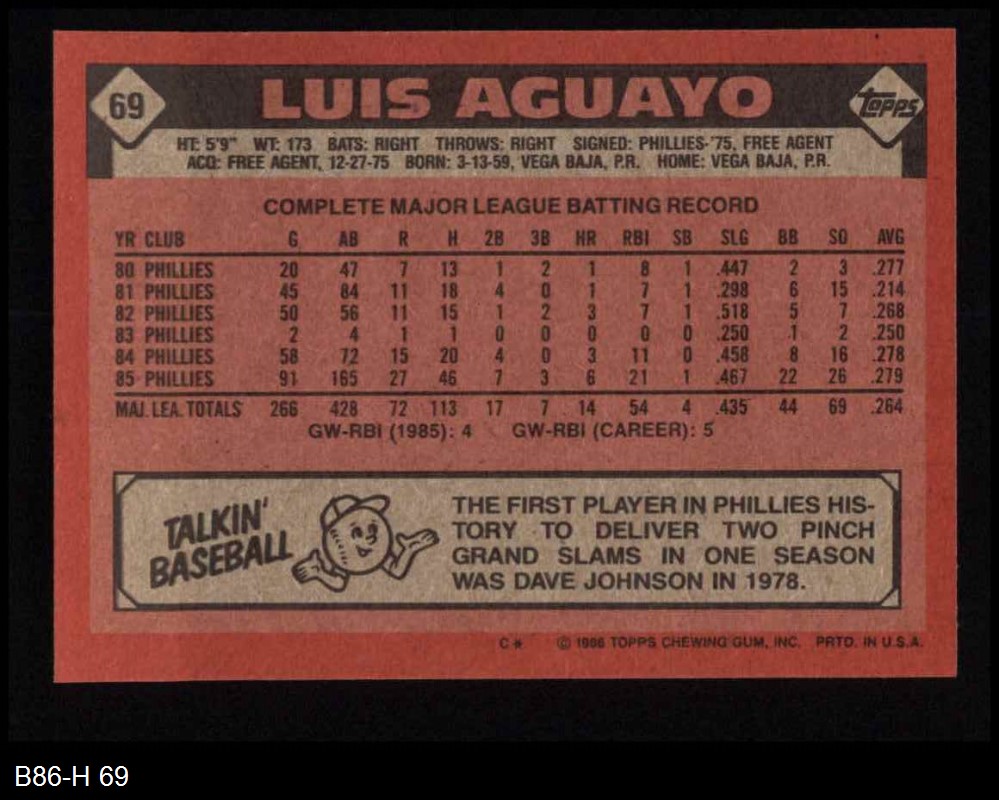 69
LUIS AGUAYO
Topps
HT: 5'9" WT: 173 BATS: RIGHT THROWS: RIGHT SIGNED: PHILLIES-'75, FREE AGENT
ACQ: FREE AGENT, 12-27-75 BORN: 3-13-59, VEGA BAJA, P.R. HOME: VEGA BAJA, P.R.
COMPLETE MAJOR LEAGUE BATTING RECORD
YR CLUB G AB R H 2B 3B HR RBI SB SLG BB SO AVG
80 PHILLIES 20 47 7 13 1 2 1 8 1 .447 2 3 .277
81 PHILLIES 45 84 11 18 4 0 1 7 1 .298 6 15 .214
82 PHILLIES 50 56 11 15 1 2 3 7 1 .518 5 7 .268
83 PHILLIES 2 4 1 1 0 0 0 0 0 .250 1 2 .250
84 PHILLIES 58 72 15 20 4 0 3 11 0 .458 8 16 .278
85 PHILLIES 91 165 27 46 7 3 6 21 1 .467 22 26 .279
MAJ. LEA. TOTALS 266 428 72 113 17 7 14 54 4 .435 44 69 .264
GW-RBI (1985): 4 GW-RBI (CAREER): 5
TALKIN'
BASEBALL
THE FIRST PLAYER IN PHILLIES HIS-
TORY TO DELIVER TWO PINCH
GRAND SLAMS IN ONE SEASON
WAS DAVE JOHNSON IN 1978.
C* © 1986 TOPPS CHEWING GUM, INC. PRTD. IN U.S.A.
B86-H 69